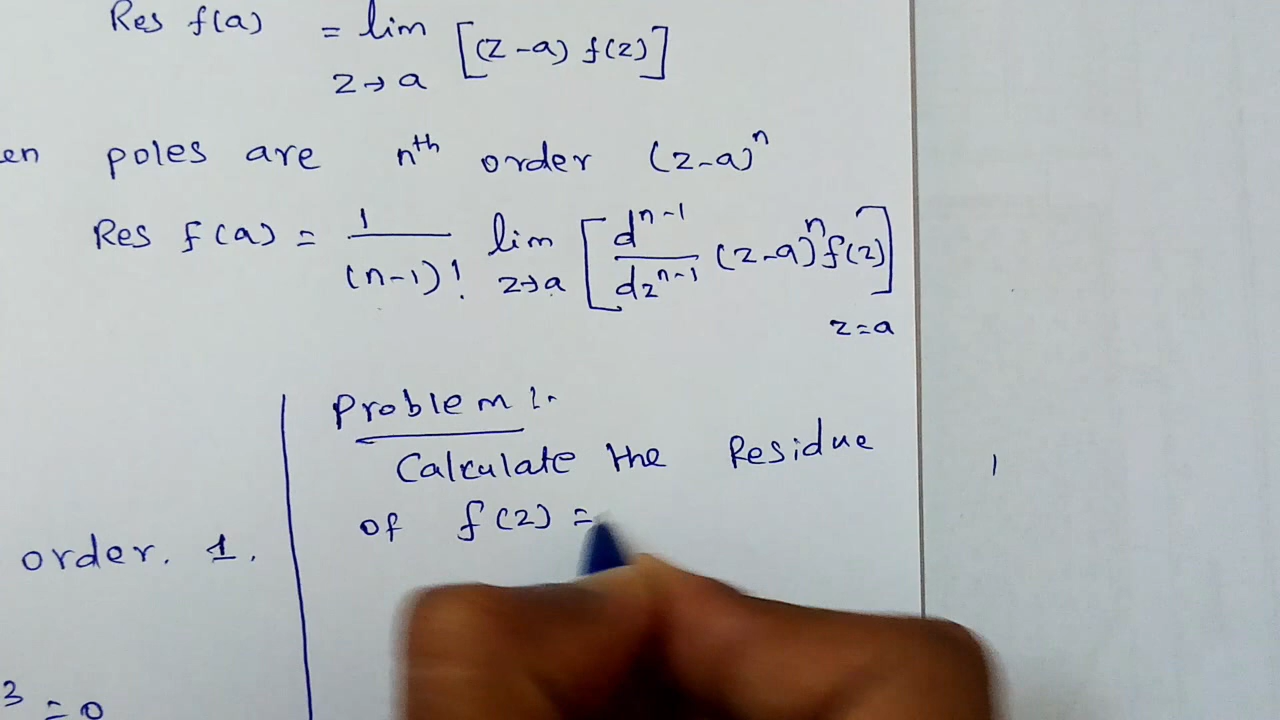 Res f(a) = lim z→a [(z-a) f(z)]
en poles are nth order (z-a)^n
Res f(a) = 1/(n-1)! lim z→a [d^n-1/dz^n-1 (z-a)^n f(z)] z=a
Problem 1.
Calculate the Residue
of f(z) =
order. 1.
3 = 0